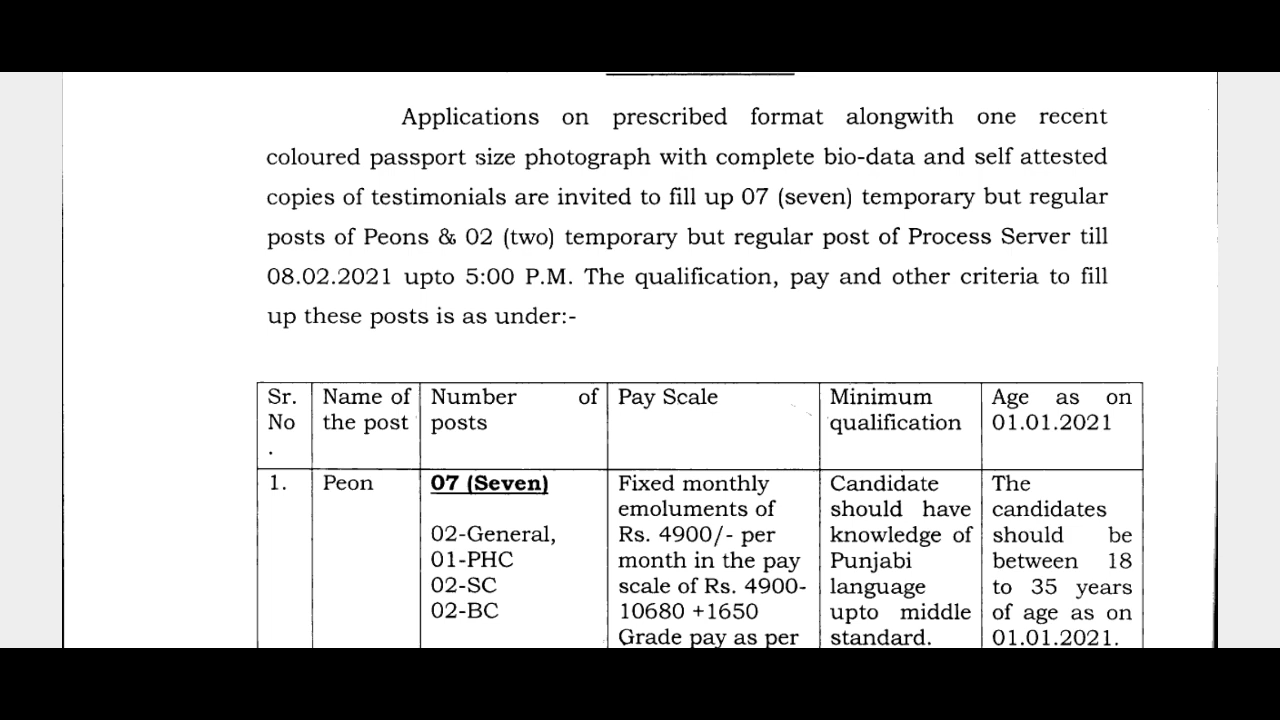 Applications on prescribed format alongwith one recent
coloured passport size photograph with complete bio-data and self attested
copies of testimonials are invited to fill up 07 (seven) temporary but regular
posts of Peons & 02 (two) temporary but regular post of Process Server till
08.02.2021 upto 5:00 P.M. The qualification, pay and other criteria to fill
up these posts is as under:-
Sr.
No
.
Name of
the post
Number of
posts
Pay Scale
Minimum
qualification
Age as on
01.01.2021
1.
Peon
07 (Seven)
02-General,
01-PHC
02-SC
02-BC
Fixed monthly
emoluments of
Rs. 4900/- per
month in the pay
scale of Rs. 4900-
10680 +1650
Grade pay as per
Candidate
should have
knowledge of
Punjabi
language
upto middle
standard.
The
candidates
should be
between 18
to 35 years
of age as on
01.01.2021.